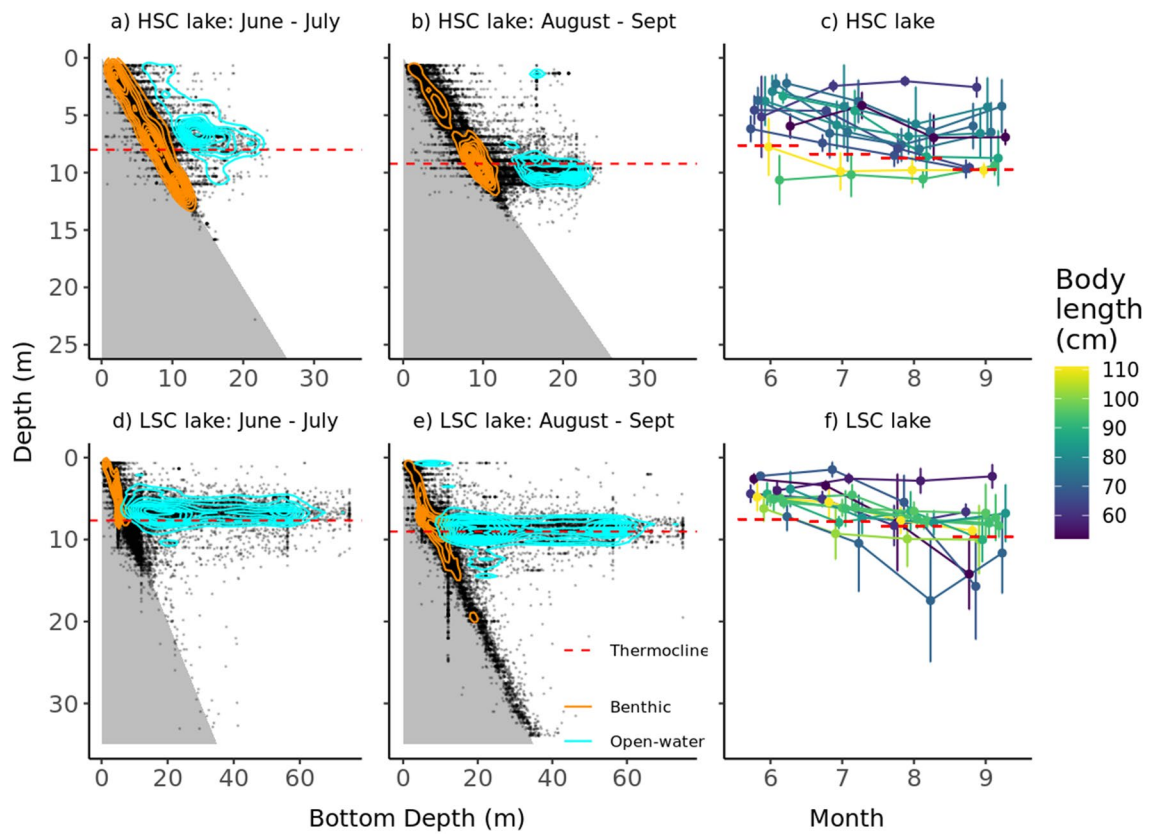 a) HSC lake: June - July
b) HSC lake: August - Sept
c) HSC lake
0
5
10
15
20
25
0 10 20 30
0 10 20 30
6 7 8 9
Depth (m)
Body
length
(cm)
110
100
90
80
70
60
d) LSC lake: June - July
e) LSC lake: August - Sept
f) LSC lake
0
10
20
30
Thermocline
Benthic
Open-water
0 20 40 60
0 20 40 60
6 7 8 9
Bottom Depth (m)
Month